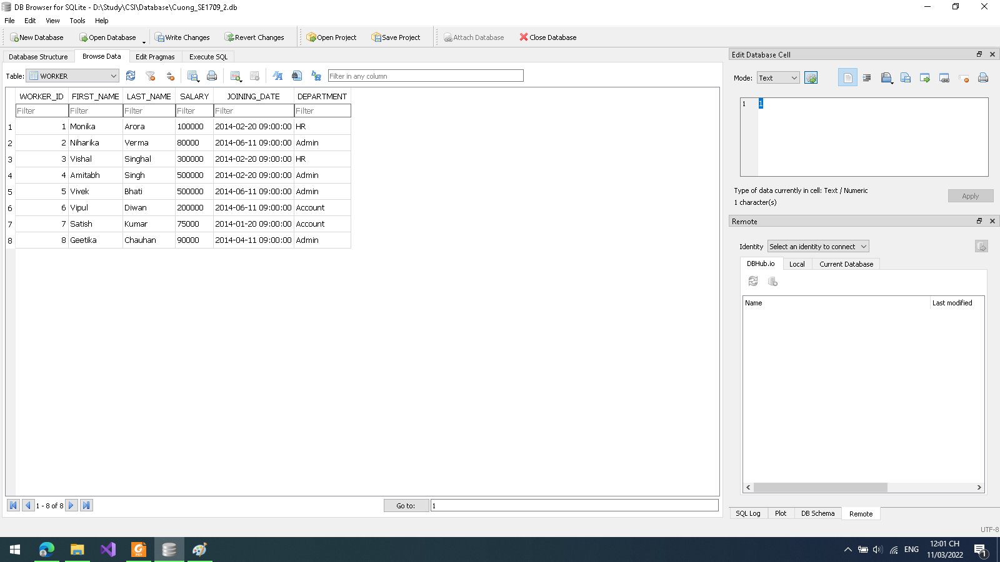 DB Browser for SQLite - D:\Study\CSI\Database\Cuong_SE1709_2.db
File Edit View Tools Help
New Database Open Database Write Changes Revert Changes Open Project Save Project Attach Database Close Database
Database Structure Browse Data Edit Pragmas Execute SQL
Table: WORKER Filter in any column
WORKER_ID FIRST_NAME LAST_NAME SALARY JOINING_DATE DEPARTMENT
Filter Filter Filter Filter Filter Filter
1 1 Monika Arora 100000 2014-02-20 09:00:00 HR
2 2 Niharika Verma 80000 2014-06-11 09:00:00 Admin
3 3 Vishal Singhal 300000 2014-02-20 09:00:00 HR
4 4 Amitabh Singh 500000 2014-02-20 09:00:00 Admin
5 5 Vivek Bhati 500000 2014-06-11 09:00:00 Admin
6 6 Vipul Diwan 200000 2014-06-11 09:00:00 Account
7 7 Satish Kumar 75000 2014-01-20 09:00:00 Account
8 8 Geetika Chauhan 90000 2014-04-11 09:00:00 Admin
1 - 8 of 8 Go to: 1
Edit Database Cell
Mode: Text
1 1
Type of data currently in cell: Text / Numeric
1 character(s)
Apply
Remote
Identity Select an identity to connect
DBHub.io Local Current Database
Name Last modified
SQL Log Plot DB Schema Remote
UTF-8
ENG 12:01 CH
11/03/2022
1